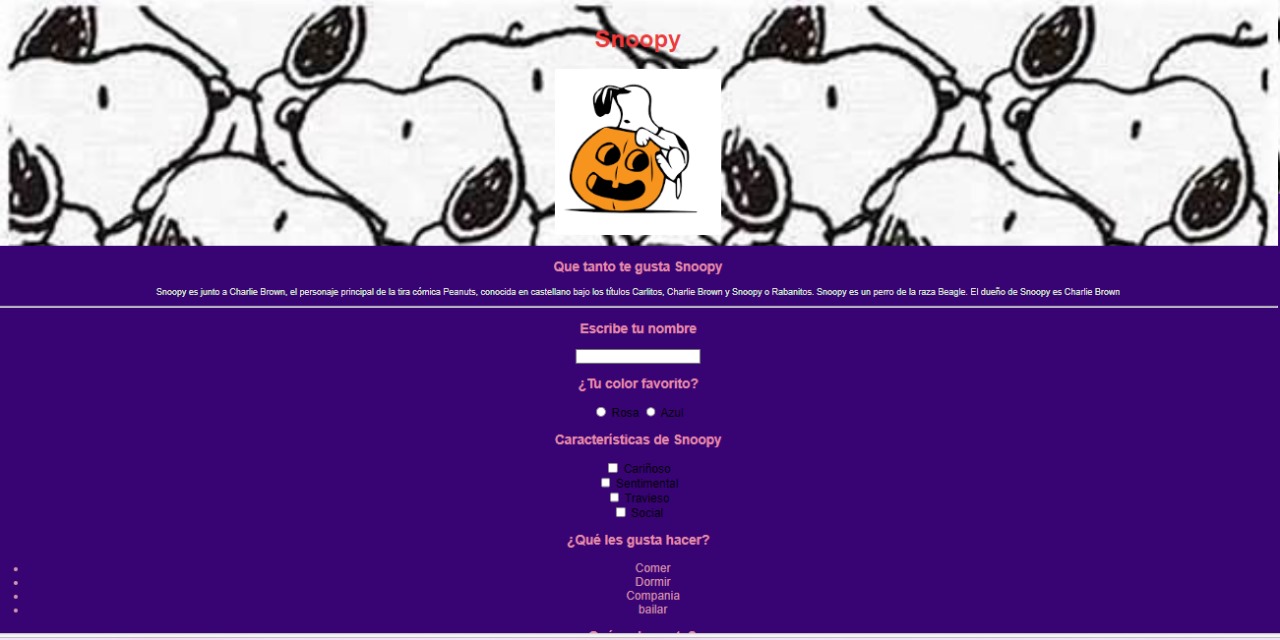 Snoopy
Que tanto te gusta Snoopy
Snoopy es junto a Charlie Brown, el personaje principal de la tira cómica Peanuts, conocida en castellano bajo los títulos Carlitos, Charlie Brown y Snoopy o Rabanitos. Snoopy es un perro de la raza Beagle. El dueño de Snoopy es Charlie Brown
Escribe tu nombre
¿Tu color favorito?
Rosa Azul
Características de Snoopy
Cariñoso
Sentimental
Travieso
Social
¿Qué les gusta hacer?
Comer
Dormir
Compania
bailar